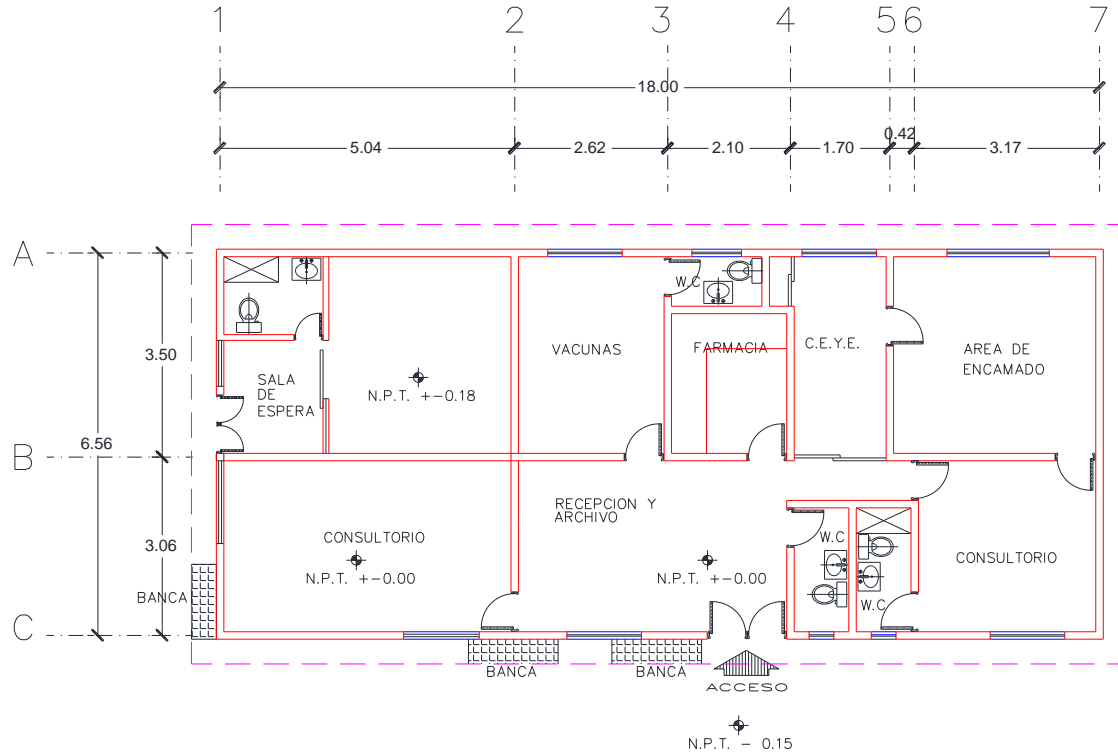 1 2 3 4 5 6 7
18.00
5.04 2.62 2.10 1.70 0.42 3.17
A
B
C
3.50
6.56
3.06
SALA
DE
ESPERA
N.P.T. +-0.18
VACUNAS
W.C
FARMACIA
C.E.Y.E.
AREA DE
ENCAMADO
CONSULTORIO
N.P.T. +-0.00
RECEPCION Y
ARCHIVO
N.P.T. +-0.00
W.C
W.C
CONSULTORIO
BANCA
BANCA
BANCA
ACCESO
N.P.T. - 0.15